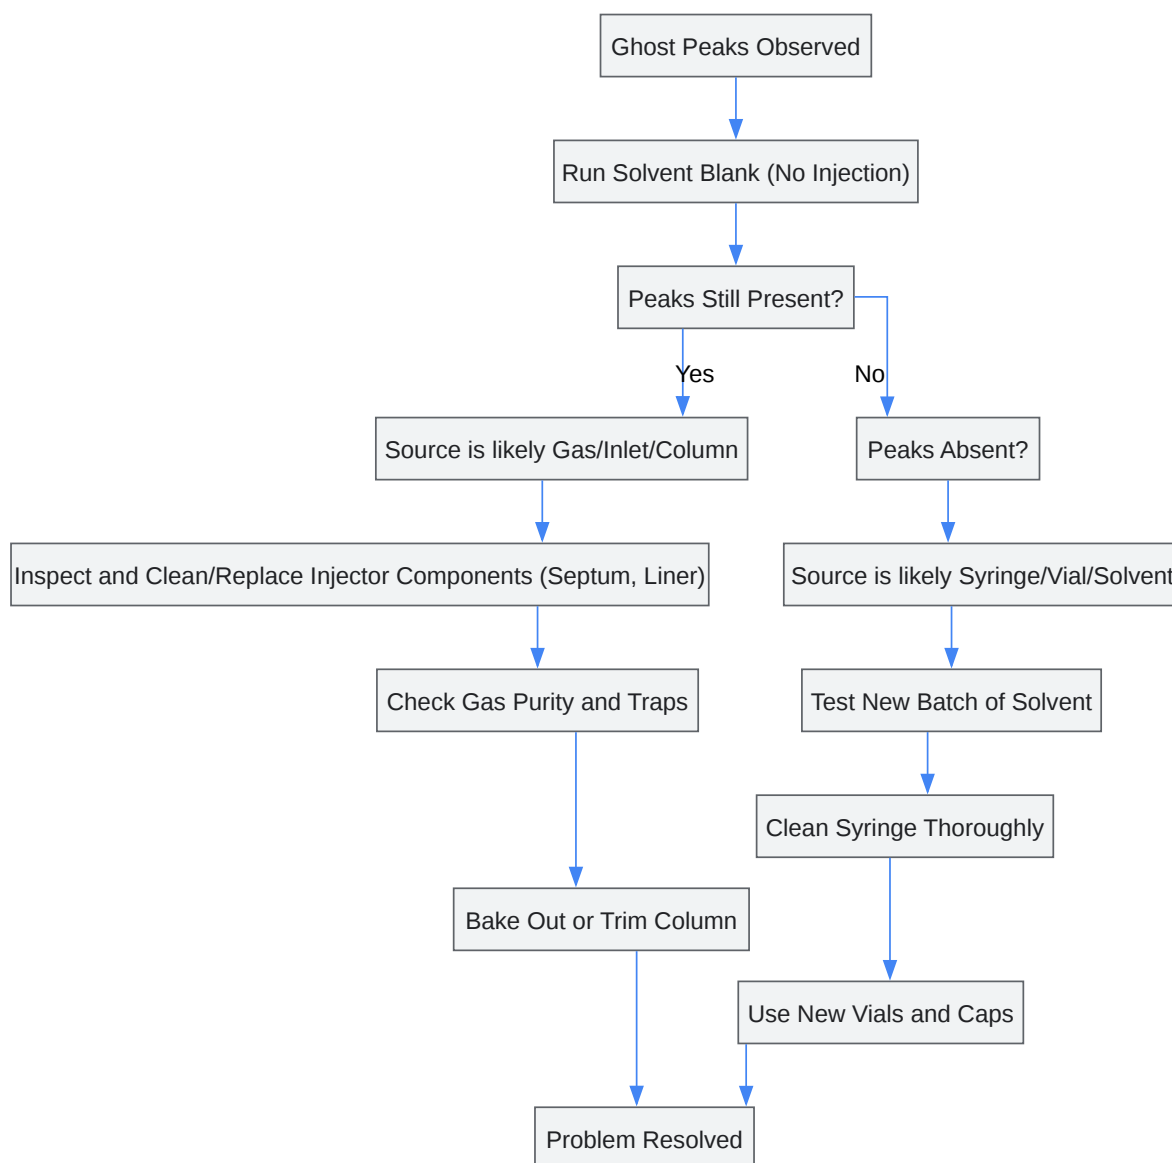 Ghost Peaks Observed
Run Solvent Blank (No Injection)
Peaks Still Present?
Yes
No
Source is likely Gas/Inlet/Column
Peaks Absent?
Inspect and Clean/Replace Injector Components (Septum, Liner)
Source is likely Syringe/Vial/Solvent
Check Gas Purity and Traps
Test New Batch of Solvent
Clean Syringe Thoroughly
Bake Out or Trim Column
Use New Vials and Caps
Problem Resolved